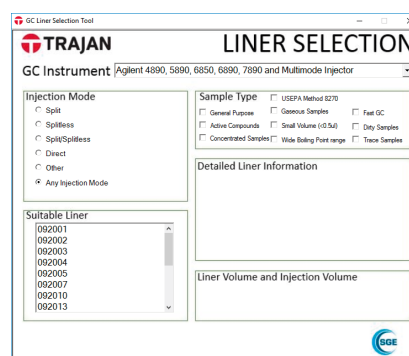 GC Liner Selection Tool
TRAJAN
LINER SELECTION
GC Instrument Agilent 4890, 5890, 6850, 6890, 7890 and Multimode Injector
Injection Mode
Split
Splitless
Split/Splitless
Direct
Other
Any Injection Mode
Sample Type
USEPA Method 8270
General Purpose
Gaseous Samples
Fast GC
Active Compounds
Small Volume (<0.5ul)
Dirty Samples
Concentrated Samples
Wide Boiling Point range
Trace Samples
Detailed Liner Information
Suitable Liner
092001
092002
092003
092004
092005
092007
092010
092013
Liner Volume and Injection Volume
SGE